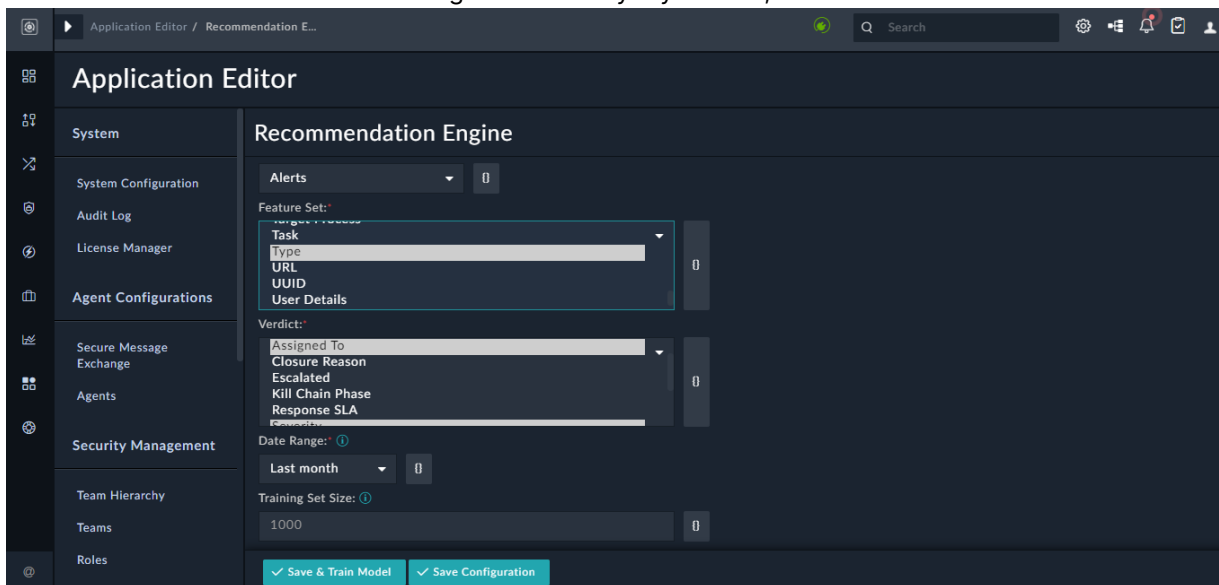 Application Editor / Recommendation E...
Search
Application Editor
System
System Configuration
Audit Log
License Manager
Agent Configurations
Secure Message
Exchange
Agents
Security Management
Team Hierarchy
Teams
Roles
@
Recommendation Engine
Alerts
{}
Feature Set:*
Target Process
Task
Type
URL
UUID
User Details
{}
Verdict:*
Assigned To
Closure Reason
Escalated
Kill Chain Phase
Response SLA
Severity
{}
Date Range:*
Last month
{}
Training Set Size:
1000
{}
Save & Train Model
Save Configuration